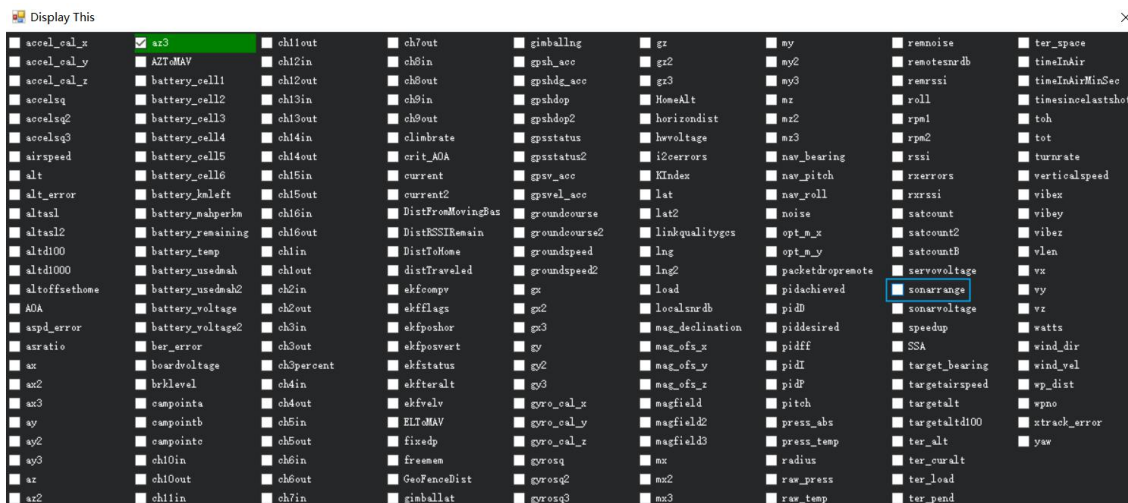 Display This
accel_cal_x
accel_cal_y
accel_cal_z
accelsq
accelsq2
accelsq3
airspeed
alt
alt_error
altasl
altasl2
altd100
altd1000
altoffsethome
AOA
aspd_error
asratio
ax
ax2
ax3
ay
ay2
ay3
az
az2
az3
AZToMAV
battery_cell1
battery_cell2
battery_cell3
battery_cell4
battery_cell5
battery_cell6
battery_kmleft
battery_mahperkm
battery_remaining
battery_temp
battery_usedmah
battery_usedmah2
battery_voltage
battery_voltage2
ber_error
boardvoltage
brklevel
campointa
campointb
campointc
ch10in
ch10out
ch11in
ch11out
ch12in
ch12out
ch13in
ch13out
ch14in
ch14out
ch15in
ch15out
ch16in
ch16out
ch1in
ch1out
ch2in
ch2out
ch3in
ch3out
ch3percent
ch4in
ch4out
ch5in
ch5out
ch6in
ch6out
ch7in
ch7out
ch8in
ch8out
ch9in
ch9out
climbrate
crit_AOA
current
current2
DistFromMovingBas
DistRSSIRemain
DistToHome
distTraveled
ekfcompv
ekfflags
ekfposhor
ekfposvert
ekfstatus
ekfteralt
ekfvelv
ELToMAV
fixedp
freemem
GeoFenceDist
gimballat
gimballng
gpsh_acc
gpshdg_acc
gpshdop
gpshdop2
gpsstatus
gpsstatus2
gpsv_acc
gpsvel_acc
groundcourse
groundcourse2
groundspeed
groundspeed2
gx
gx2
gx3
gy
gy2
gy3
gyro_cal_x
gyro_cal_y
gyro_cal_z
gyrosq
gyrosq2
gyrosq3
gz
gz2
gz3
HomeAlt
horizondist
hwvoltage
i2cerrors
KIndex
lat
lat2
linkqualitygcs
lng
lng2
load
localsnrdb
mag_declination
mag_ofs_x
mag_ofs_y
mag_ofs_z
magfield
magfield2
magfield3
mx
mx2
mx3
my
my2
my3
mz
mz2
mz3
nav_bearing
nav_pitch
nav_roll
noise
opt_m_x
opt_m_y
packetdropremote
pidachieved
pidD
piddesired
pidff
pidI
pidP
pitch
press_abs
press_temp
radius
raw_press
raw_temp
remnoise
remotesnrdb
remrssi
roll
rpm1
rpm2
rssi
rxerrors
rxrssi
satcount
satcount2
satcountB
servovoltage
sonarrange
sonarvoltage
speedup
SSA
target_bearing
targetairspeed
targetalt
targetaltd100
ter_alt
ter_curalt
ter_load
ter_pend
ter_space
timeInAir
timeInAirMinSec
timesincelastshot
toh
tot
turnrate
verticalspeed
vibex
vibey
vibez
vlen
vx
vy
vz
watts
wind_dir
wind_vel
wp_dist
wpno
xtrack_error
yaw